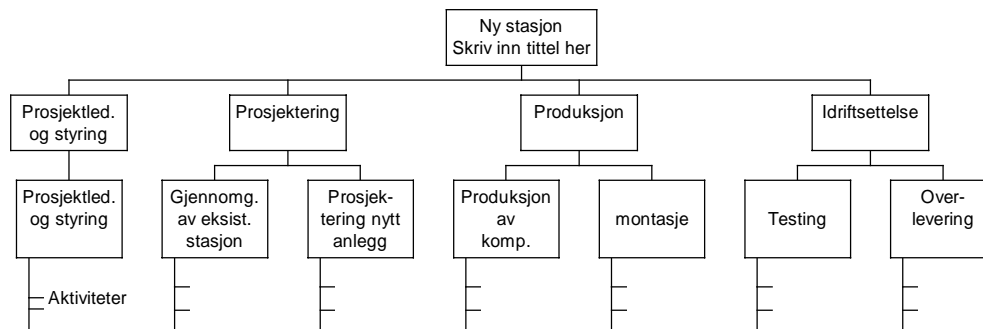 Ny stasjon
Skriv inn tittel her
Prosjektled.
og styring
Prosjektering
Produksjon
Idriftsettelse
Prosjektled.
og styring
Gjennomg.
av eksist.
stasjon
Prosjek-
tering nytt
anlegg
Produksjon
av
komp.
montasje
Testing
Over-
levering
Aktiviteter